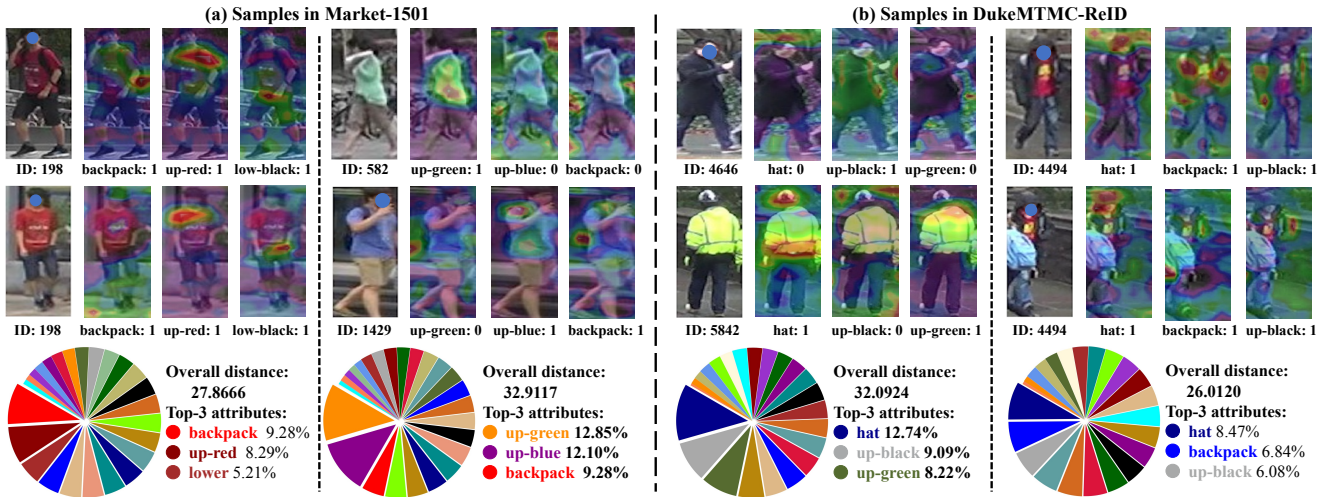 (a) Samples in Market-1501
(b) Samples in DukeMTMC-ReID
ID: 198 backpack: 1 up-red: 1 low-black: 1
ID: 582 up-green: 1 up-blue: 0 backpack: 0
ID: 4646 hat: 0 up-black: 1 up-green: 0
ID: 4494 hat: 1 backpack: 1 up-black: 1
ID: 198 backpack: 1 up-red: 1 low-black: 1
ID: 1429 up-green: 0 up-blue: 1 backpack: 1
ID: 5842 hat: 1 up-black: 0 up-green: 1
ID: 4494 hat: 1 backpack: 1 up-black: 1
Overall distance:
27.8666
Top-3 attributes:
backpack 9.28%
up-red 8.29%
lower 5.21%
Overall distance:
32.9117
Top-3 attributes:
up-green 12.85%
up-blue 12.10%
backpack 9.28%
Overall distance:
32.0924
Top-3 attributes:
hat 12.74%
up-black 9.09%
up-green 8.22%
Overall distance:
26.0120
Top-3 attributes:
hat 8.47%
backpack 6.84%
up-black 6.08%